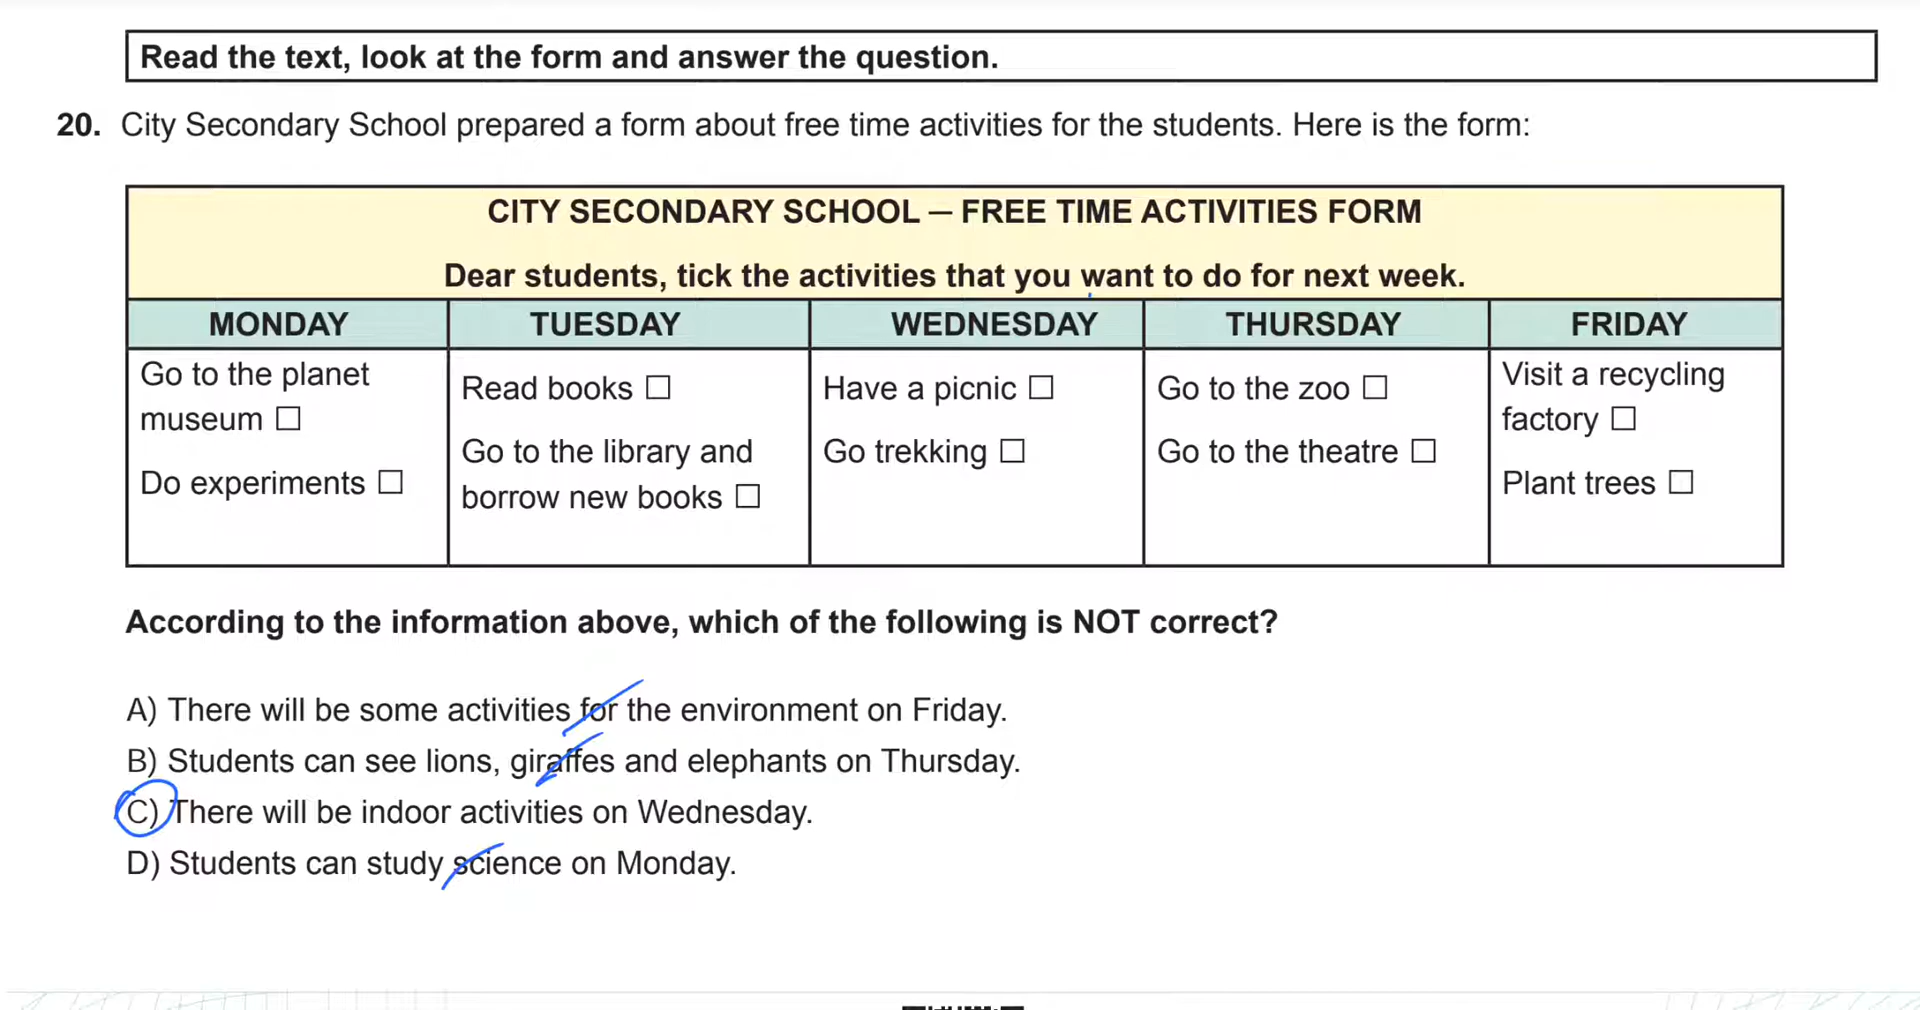 Read the text, look at the form and answer the question.
20. City Secondary School prepared a form about free time activities for the students. Here is the form:
CITY SECONDARY SCHOOL — FREE TIME ACTIVITIES FORM
Dear students, tick the activities that you want to do for next week.
MONDAY
TUESDAY
WEDNESDAY
THURSDAY
FRIDAY
Go to the planet
museum ☐
Do experiments ☐
Read books ☐
Go to the library and
borrow new books ☐
Have a picnic ☐
Go trekking ☐
Go to the zoo ☐
Go to the theatre ☐
Visit a recycling
factory ☐
Plant trees ☐
According to the information above, which of the following is NOT correct?
A) There will be some activities for the environment on Friday.
B) Students can see lions, giraffes and elephants on Thursday.
C) There will be indoor activities on Wednesday.
D) Students can study science on Monday.